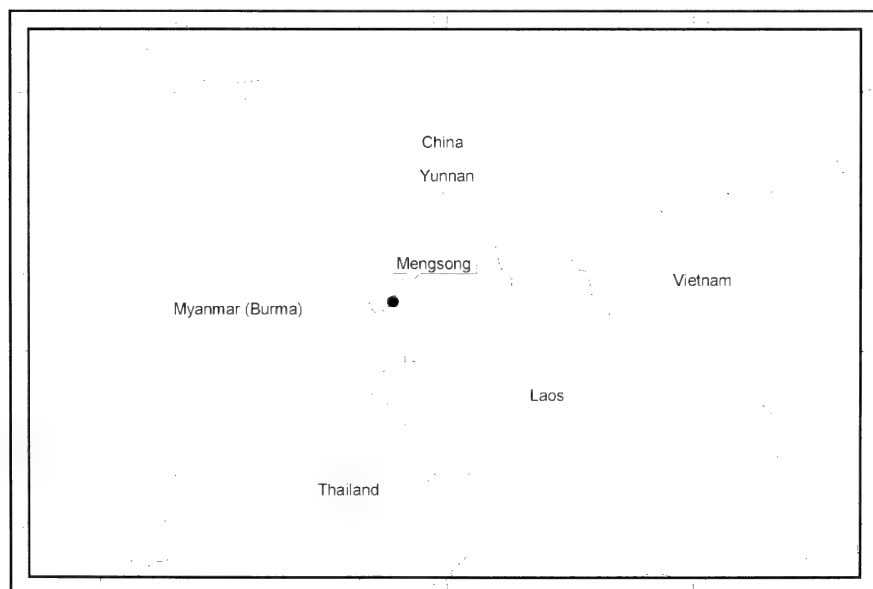 China
Yunnan
Mengsong
Vietnam
Myanmar (Burma)
Laos
Thailand